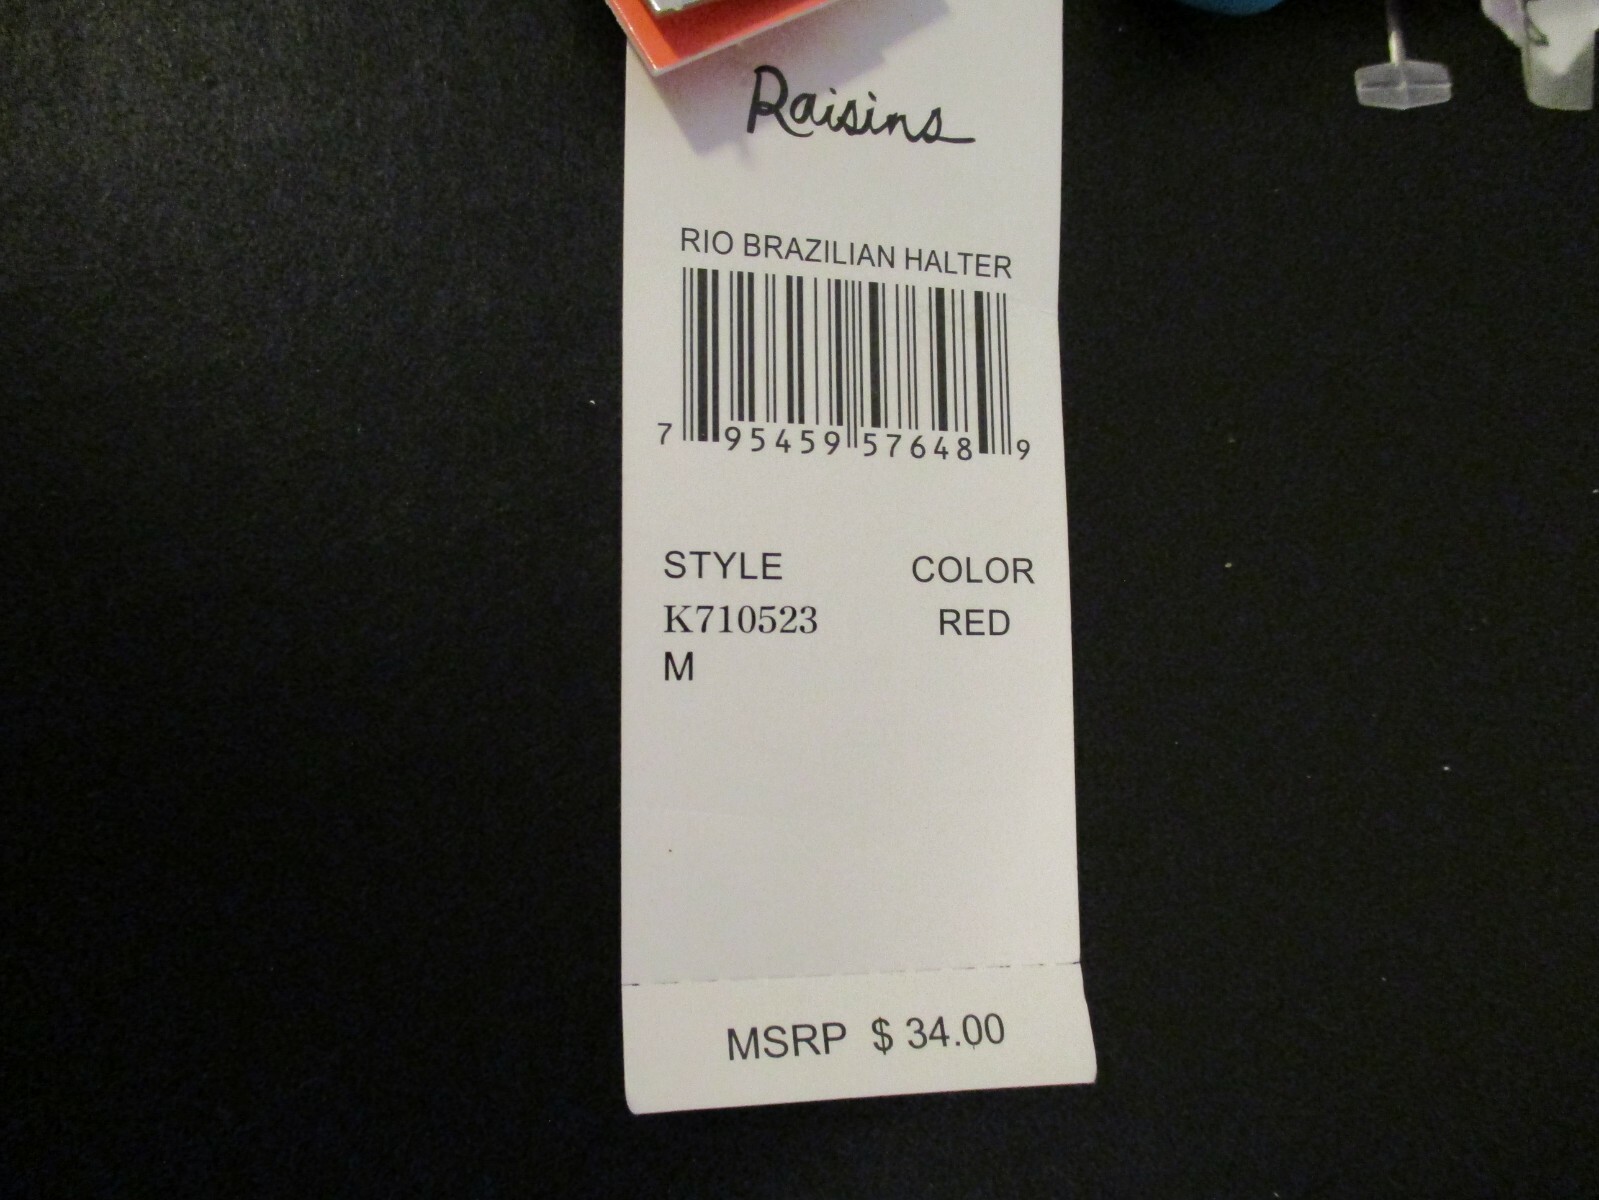 Raisins
RIO BRAZILIAN HALTER
7 95459 57648 9
STYLE COLOR
K710523 RED
M
MSRP $ 34.00